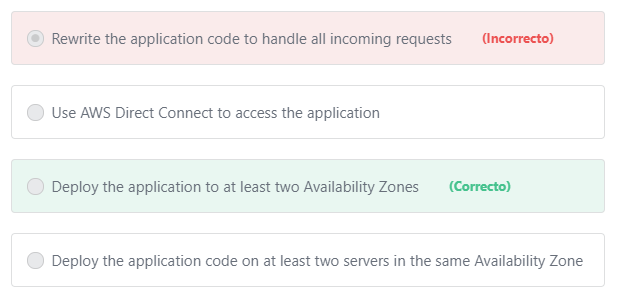 Rewrite the application code to handle all incoming requests (Incorrecto)
Use AWS Direct Connect to access the application
Deploy the application to at least two Availability Zones (Correcto)
Deploy the application code on at least two servers in the same Availability Zone